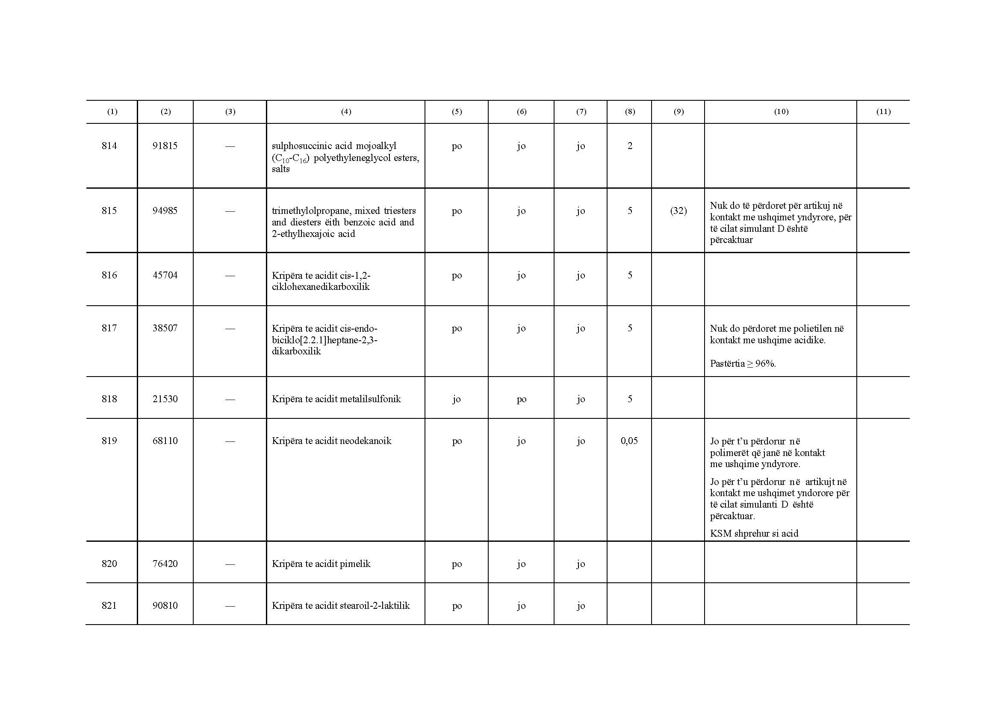 (1) (2) (3) (4) (5) (6) (7) (8) (9) (10) (11)
814 91815 — sulphosuccinic acid mojoalkyl po jo jo 2
(C10-C16) polyethyleneglycol esters,
salts
815 94985 — trimethylolpropane, mixed triesters po jo jo 5 (32) Nuk do të përdoret për artikuj në
and diesters ëith benzoic acid and kontakt me ushqimet yndyrore, për
2-ethylhexajoic acid të cilat simulant D është
përcaktuar
816 45704 — Kripëra te acidit cis-1,2- po jo jo 5
ciklohexanedikarboxilik
817 38507 — Kripëra te acidit cis-endo- po jo jo 5 Nuk do përdoret me polietilen në
biciklo[2.2.1]heptane-2,3- kontakt me ushqime acidike.
dikarboxilik
Pastërtia ≥ 96%.
818 21530 — Kripëra te acidit metalilsulfonik jo po jo 5
819 68110 — Kripëra te acidit neodekanoik po jo jo 0,05 Jo për t’u përdorur në
polimerët që janë në kontakt
me ushqime yndyrore.
Jo për t’u përdorur në artikujt në
kontakt me ushqimet yndorore për
të cilat simulanti D është
përcaktuar.
KSM shprehur si acid
820 76420 — Kripëra te acidit pimelik po jo jo
821 90810 — Kripëra te acidit stearoil-2-laktilik po jo jo